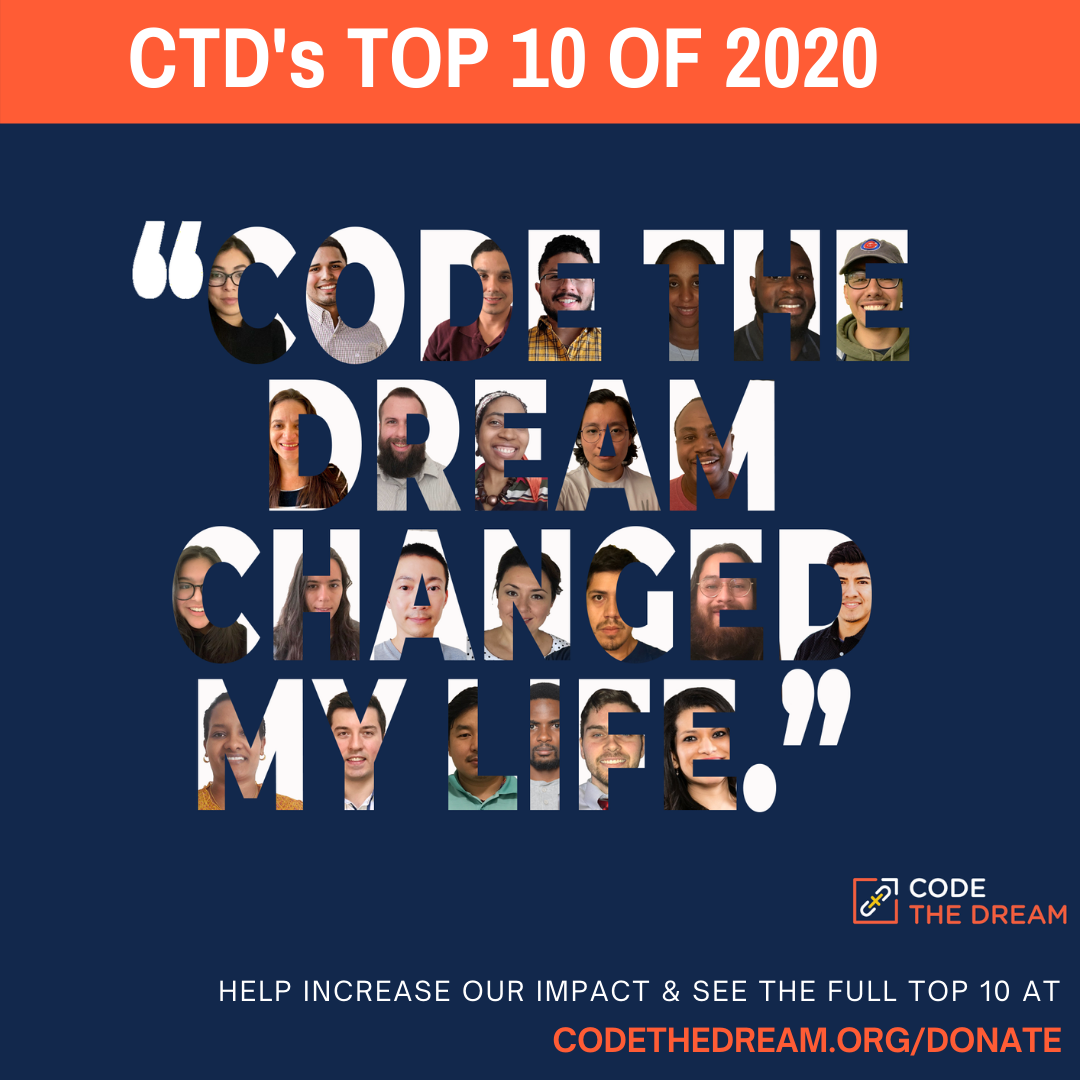 CTD's TOP 10 OF 2020
“CODE THE
DREAM
CHANGED
MY LIFE.”
CODE
THE DREAM
HELP INCREASE OUR IMPACT & SEE THE FULL TOP 10 AT
CODETHEDREAM.ORG/DONATE